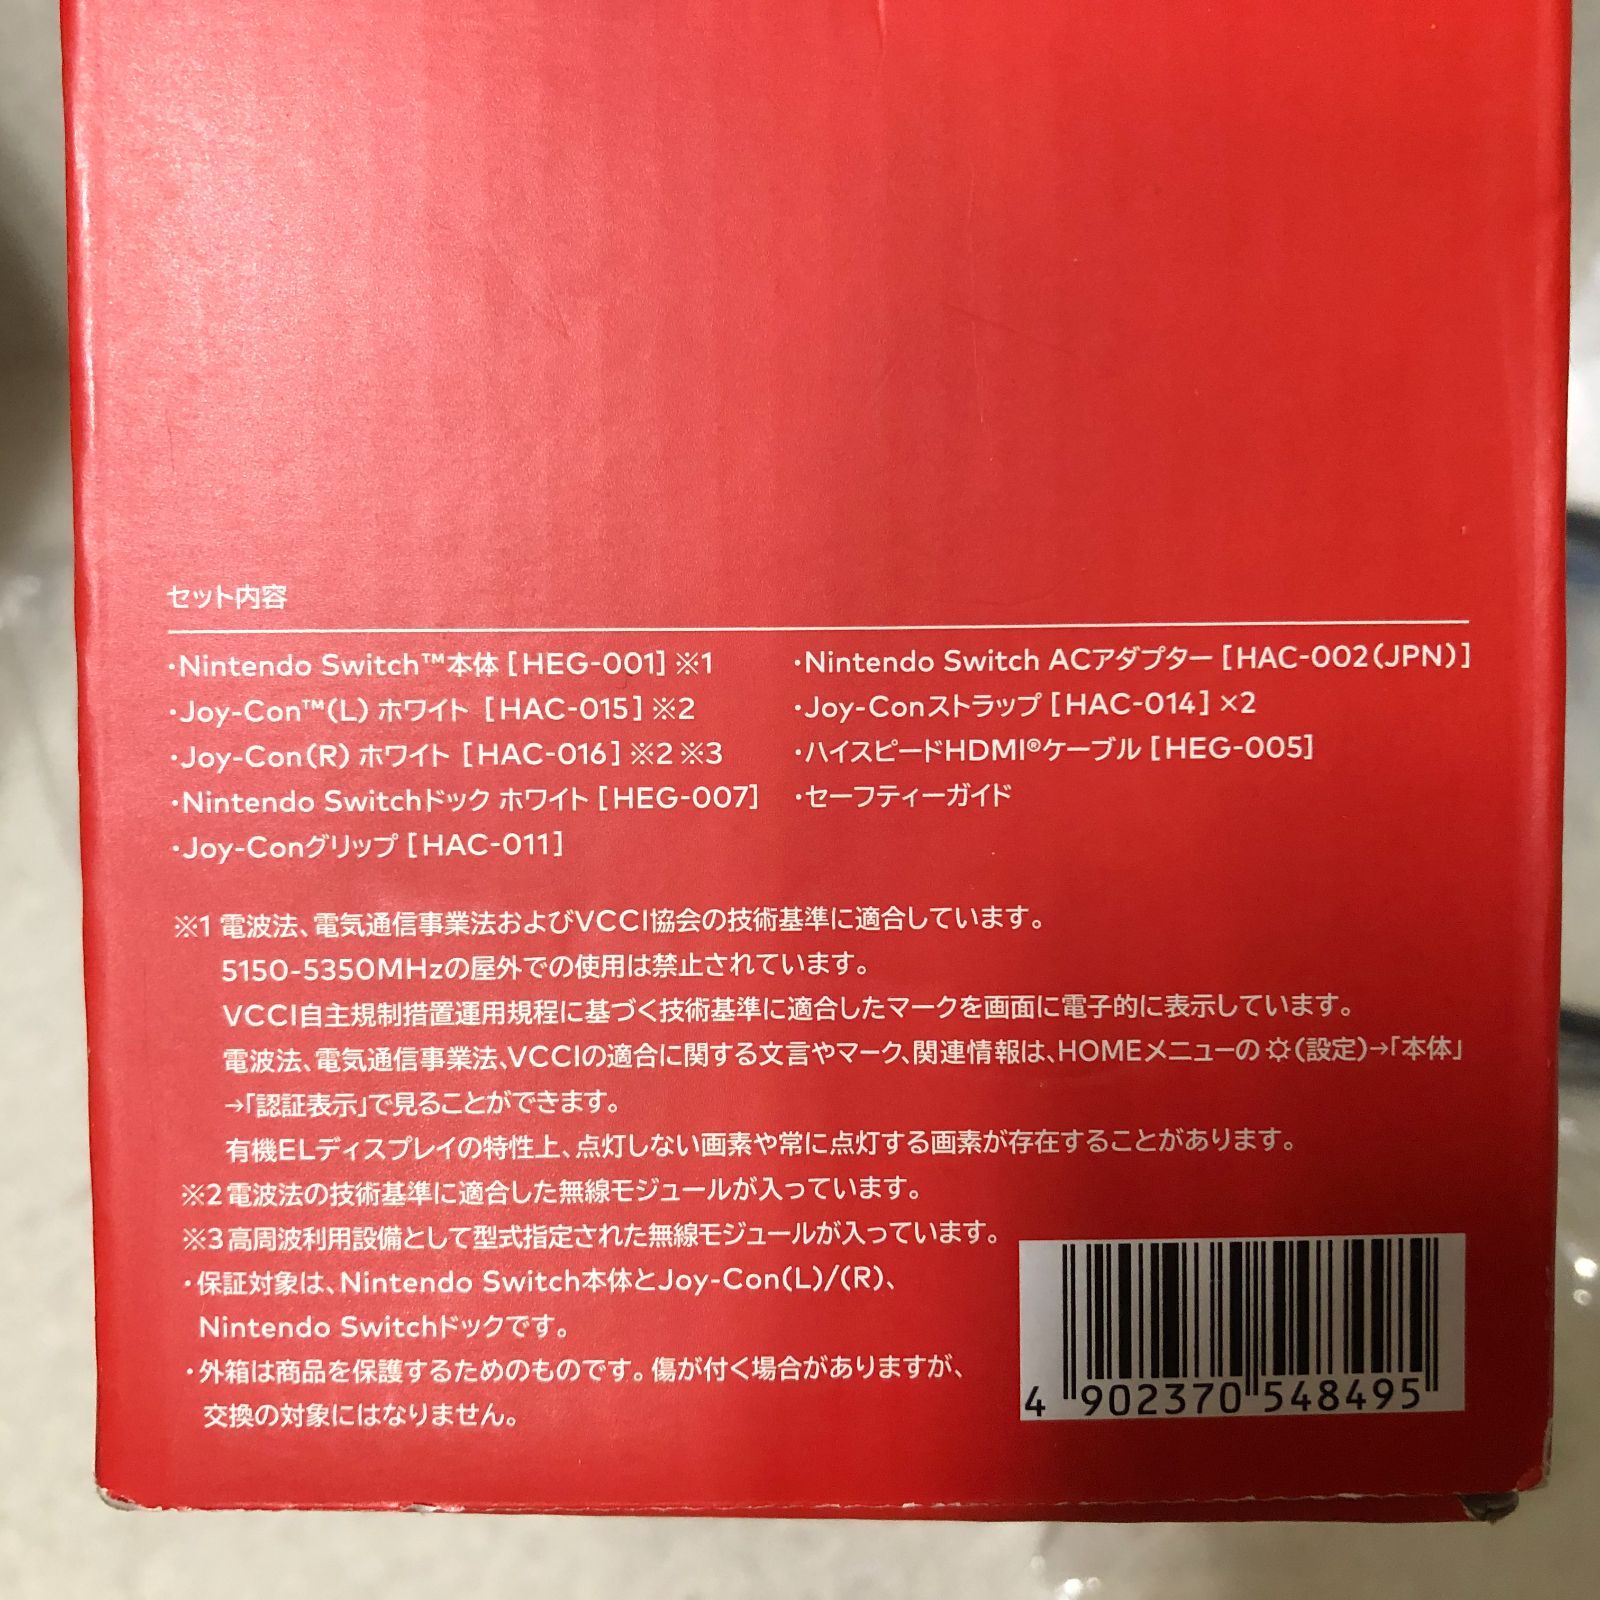 セット内容
・Nintendo Switch™本体 [HEG-001] ※1
・Joy-Con™(L) ホワイト [HAC-015] ※2
・Joy-Con(R) ホワイト [HAC-016] ※2 ※3
・Nintendo Switchドック ホワイト [HEG-007]
・Joy-Conグリップ [HAC-011]
・Nintendo Switch ACアダプター [HAC-002(JPN)]
・Joy-Conストラップ [HAC-014] ×2
・ハイスピードHDMI®ケーブル [HEG-005]
・セーフティーガイド
※1 電波法、電気通信事業法およびVCCI協会の技術基準に適合しています。
5150-5350MHzの屋外での使用は禁止されています。
VCCI自主規制措置運用規程に基づく技術基準に適合したマークを画面に電子的に表示しています。
電波法、電気通信事業法、VCCIの適合に関する文言やマーク、関連情報は、HOMEメニューの(設定)→「本体」
→「認証表示」で見ることができます。
有機ELディスプレイの特性上、点灯しない画素や常に点灯する画素が存在することがあります。
※2 電波法の技術基準に適合した無線モジュールが入っています。
※3 高周波利用設備として型式指定された無線モジュールが入っています。
・保証対象は、Nintendo Switch本体とJoy-Con(L)/(R)、
Nintendo Switchドックです。
・外箱は商品を保護するためのものです。傷が付く場合がありますが、
交換の対象にはなりません。
4 902370 548495